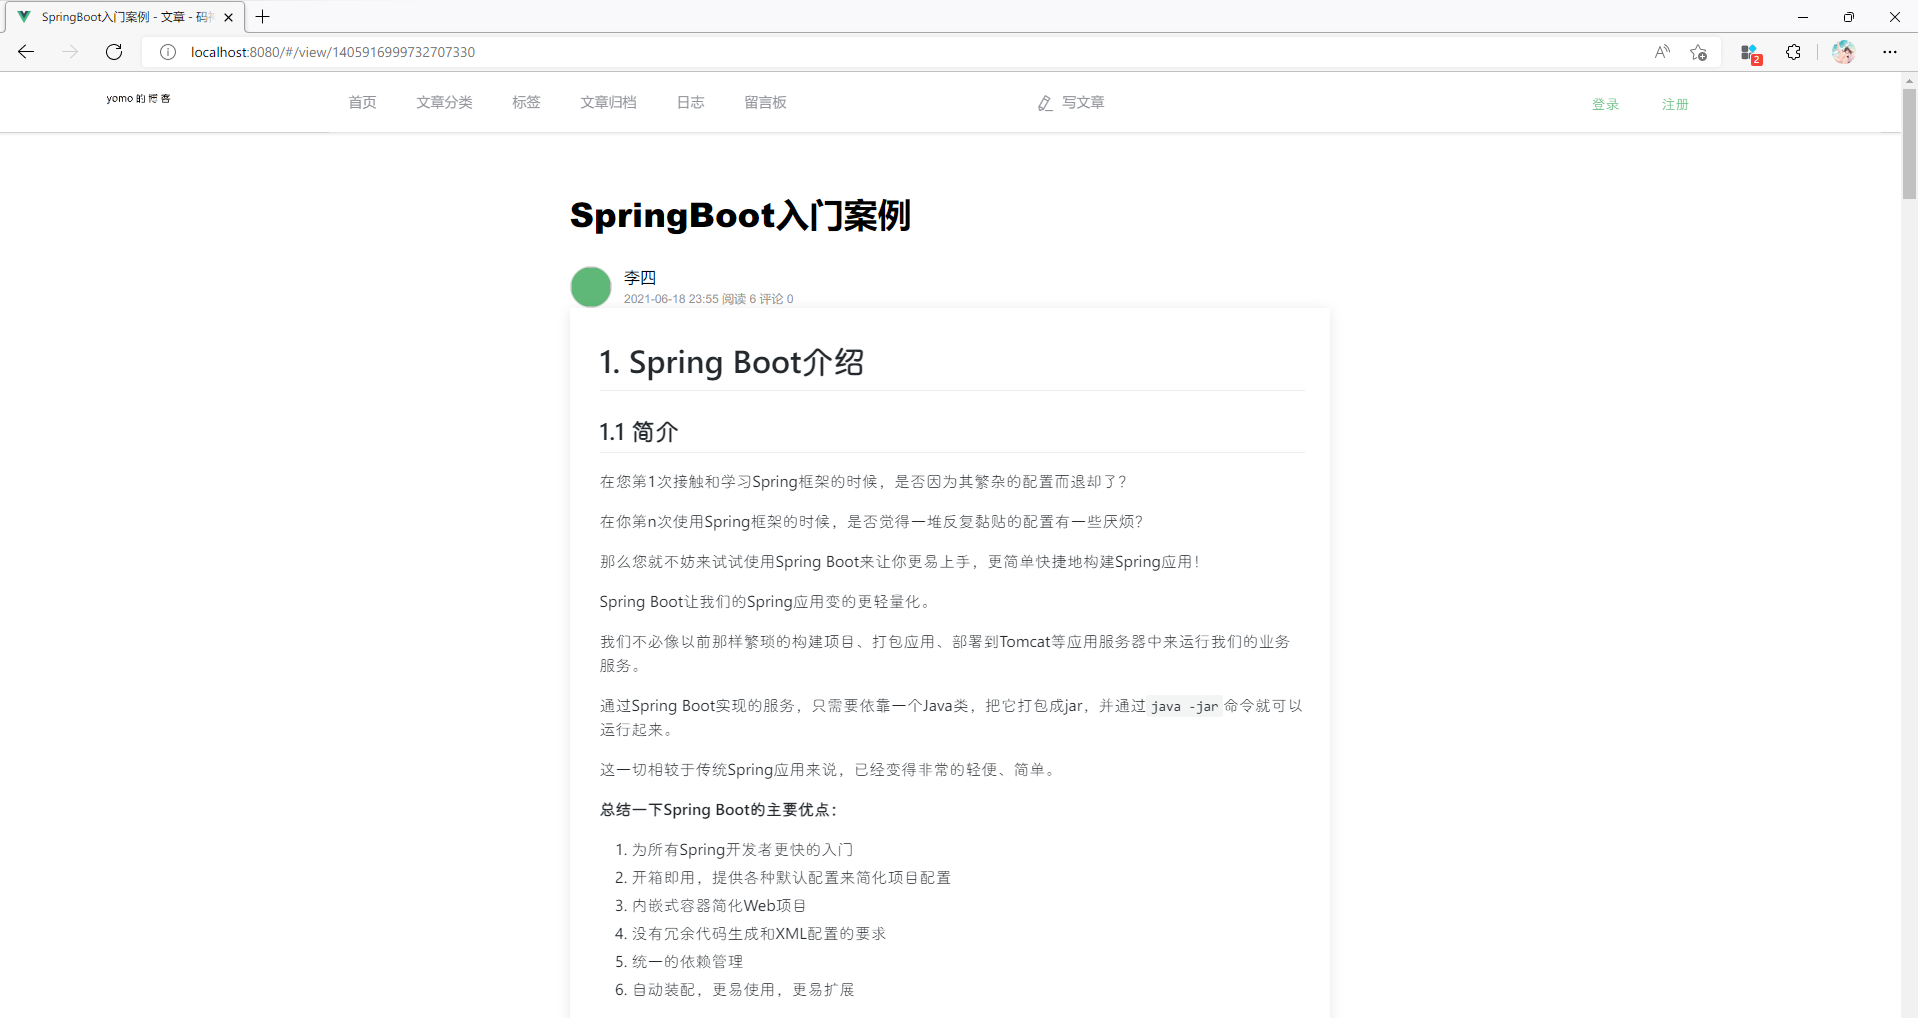 SpringBoot入门案例 - 文章 - 码
localhost:8080/#/view/1405916999732707330
2
yomo 的 博 客
首页 文章分类 标签 文章归档 日志 留言板 写文章 登录 注册
SpringBoot入门案例
李四
2021-06-18 23:55 阅读 6 评论 0
1. Spring Boot介绍
1.1 简介
在您第1次接触和学习Spring框架的时候，是否因为其繁杂的配置而退却了？
在你第n次使用Spring框架的时候，是否觉得一堆反复黏贴的配置有一些厌烦？
那么您就不妨来试试使用Spring Boot来让你更易上手，更简单快捷地构建Spring应用！
Spring Boot让我们的Spring应用变的更轻量化。
我们不必像以前那样繁琐的构建项目、打包应用、部署到Tomcat等应用服务器中来运行我们的业务
服务。
通过Spring Boot实现的服务，只需要依靠一个Java类，把它打包成jar，并通过 java -jar 命令就可以
运行起来。
这一切相较于传统Spring应用来说，已经变得非常的轻便、简单。
总结一下Spring Boot的主要优点：
1. 为所有Spring开发者更快的入门
2. 开箱即用，提供各种默认配置来简化项目配置
3. 内嵌式容器简化Web项目
4. 没有冗余代码生成和XML配置的要求
5. 统一的依赖管理
6. 自动装配，更易使用，更易扩展